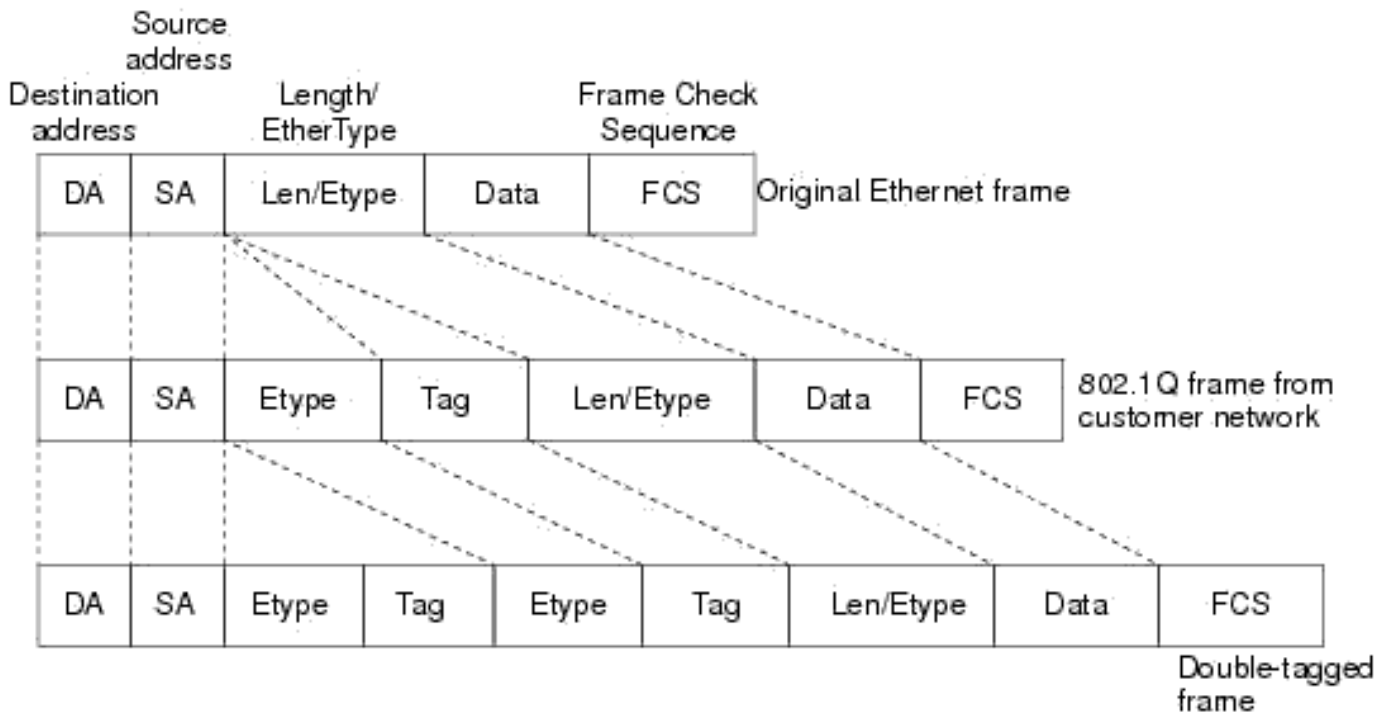 Source
address
Destination
address
Length/
EtherType
Frame Check
Sequence
DA SA Len/Etype Data FCS Original Ethernet frame
DA SA Etype Tag Len/Etype Data FCS
802.1Q frame from
customer network
DA SA Etype Tag Etype Tag Len/Etype Data FCS
Double-tagged
frame